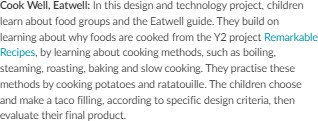 Cook Well, Eatwell: In this design and technology project, children
learn about food groups and the Eatwell guide. They build on
learning about why foods are cooked from the Y2 project Remarkable
Recipes, by learning about cooking methods, such as boiling,
steaming, roasting, baking and slow cooking. They practise these
methods by cooking potatoes and ratatouille. The children choose
and make a taco filling, according to specific design criteria, then
evaluate their final product.